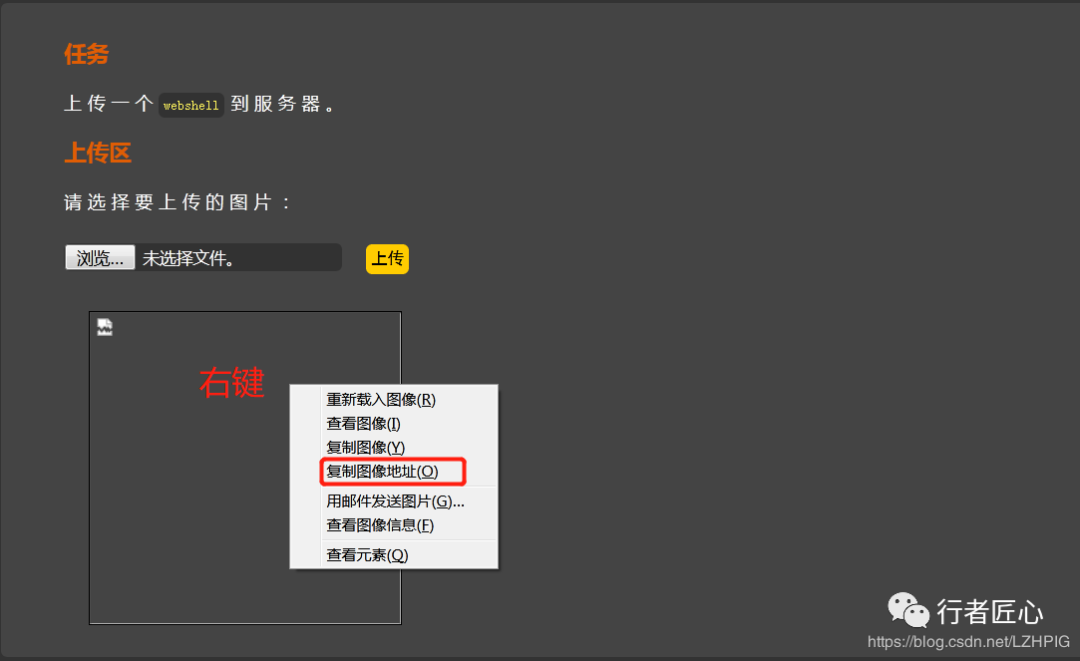 任务
上传一个 webshell 到服务器。
上传区
请选择要上传的图片：
浏览... 未选择文件。 上传
右键
重新载入图像(R)
查看图像(I)
复制图像(Y)
复制图像地址(O)
用邮件发送图片(G)...
查看图像信息(F)
查看元素(Q)
行者匠心
https://blog.csdn.net/LZHPIG